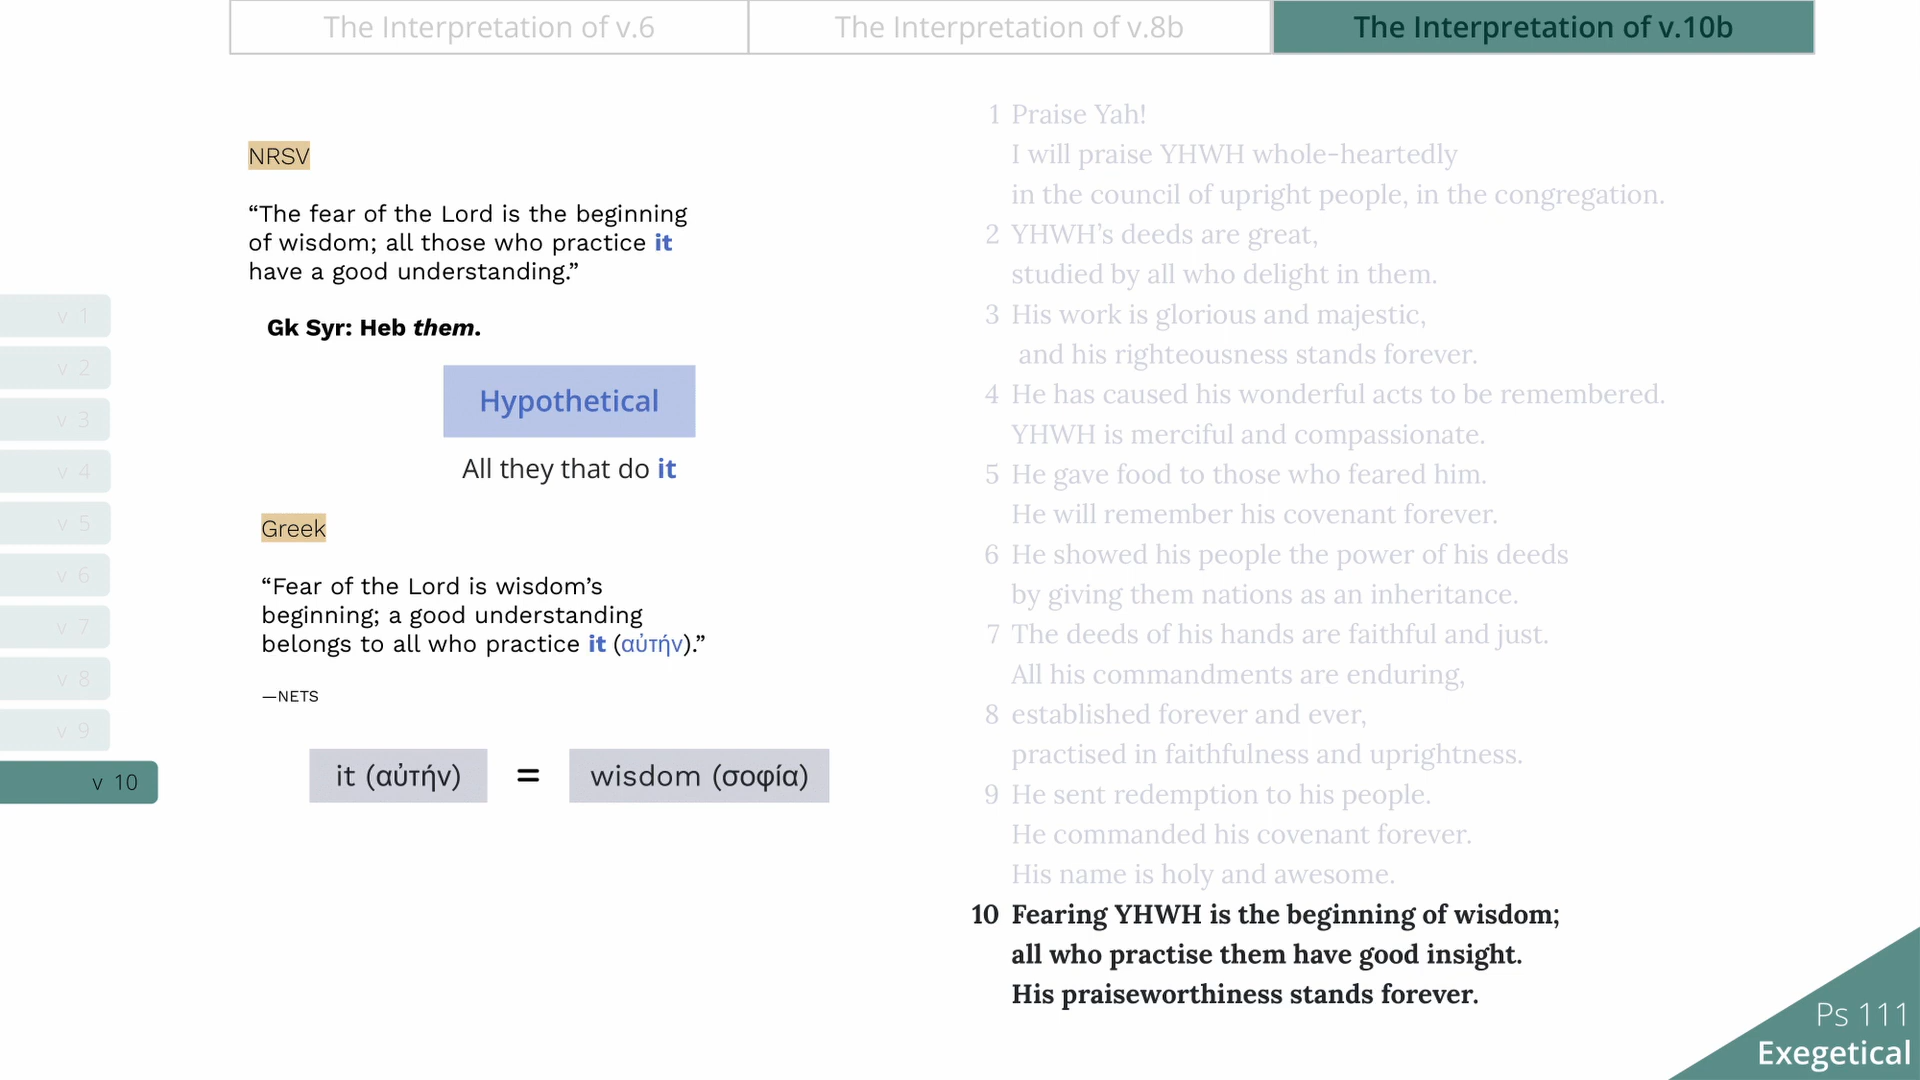 The Interpretation of v.6
The Interpretation of v.8b
The Interpretation of v.10b
NRSV
“The fear of the Lord is the beginning
of wisdom; all those who practice it
have a good understanding.”
Gk Syr: Heb them.
Hypothetical
All they that do it
Greek
“Fear of the Lord is wisdom’s
beginning; a good understanding
belongs to all who practice it (αὐτήν).”
—NETS
it (αὐτήν) = wisdom (σοφία)
v 1
v 2
v 3
v 4
v 5
v 6
v 7
v 8
v 9
v 10
1 Praise Yah!
I will praise YHWH whole-heartedly
in the council of upright people, in the congregation.
2 YHWH’s deeds are great,
studied by all who delight in them.
3 His work is glorious and majestic,
and his righteousness stands forever.
4 He has caused his wonderful acts to be remembered.
YHWH is merciful and compassionate.
5 He gave food to those who feared him.
He will remember his covenant forever.
6 He showed his people the power of his deeds
by giving them nations as an inheritance.
7 The deeds of his hands are faithful and just.
All his commandments are enduring,
8 established forever and ever,
practised in faithfulness and uprightness.
9 He sent redemption to his people.
He commanded his covenant forever.
His name is holy and awesome.
10 Fearing YHWH is the beginning of wisdom;
all who practise them have good insight.
His praiseworthiness stands forever.
Ps 111
Exegetical